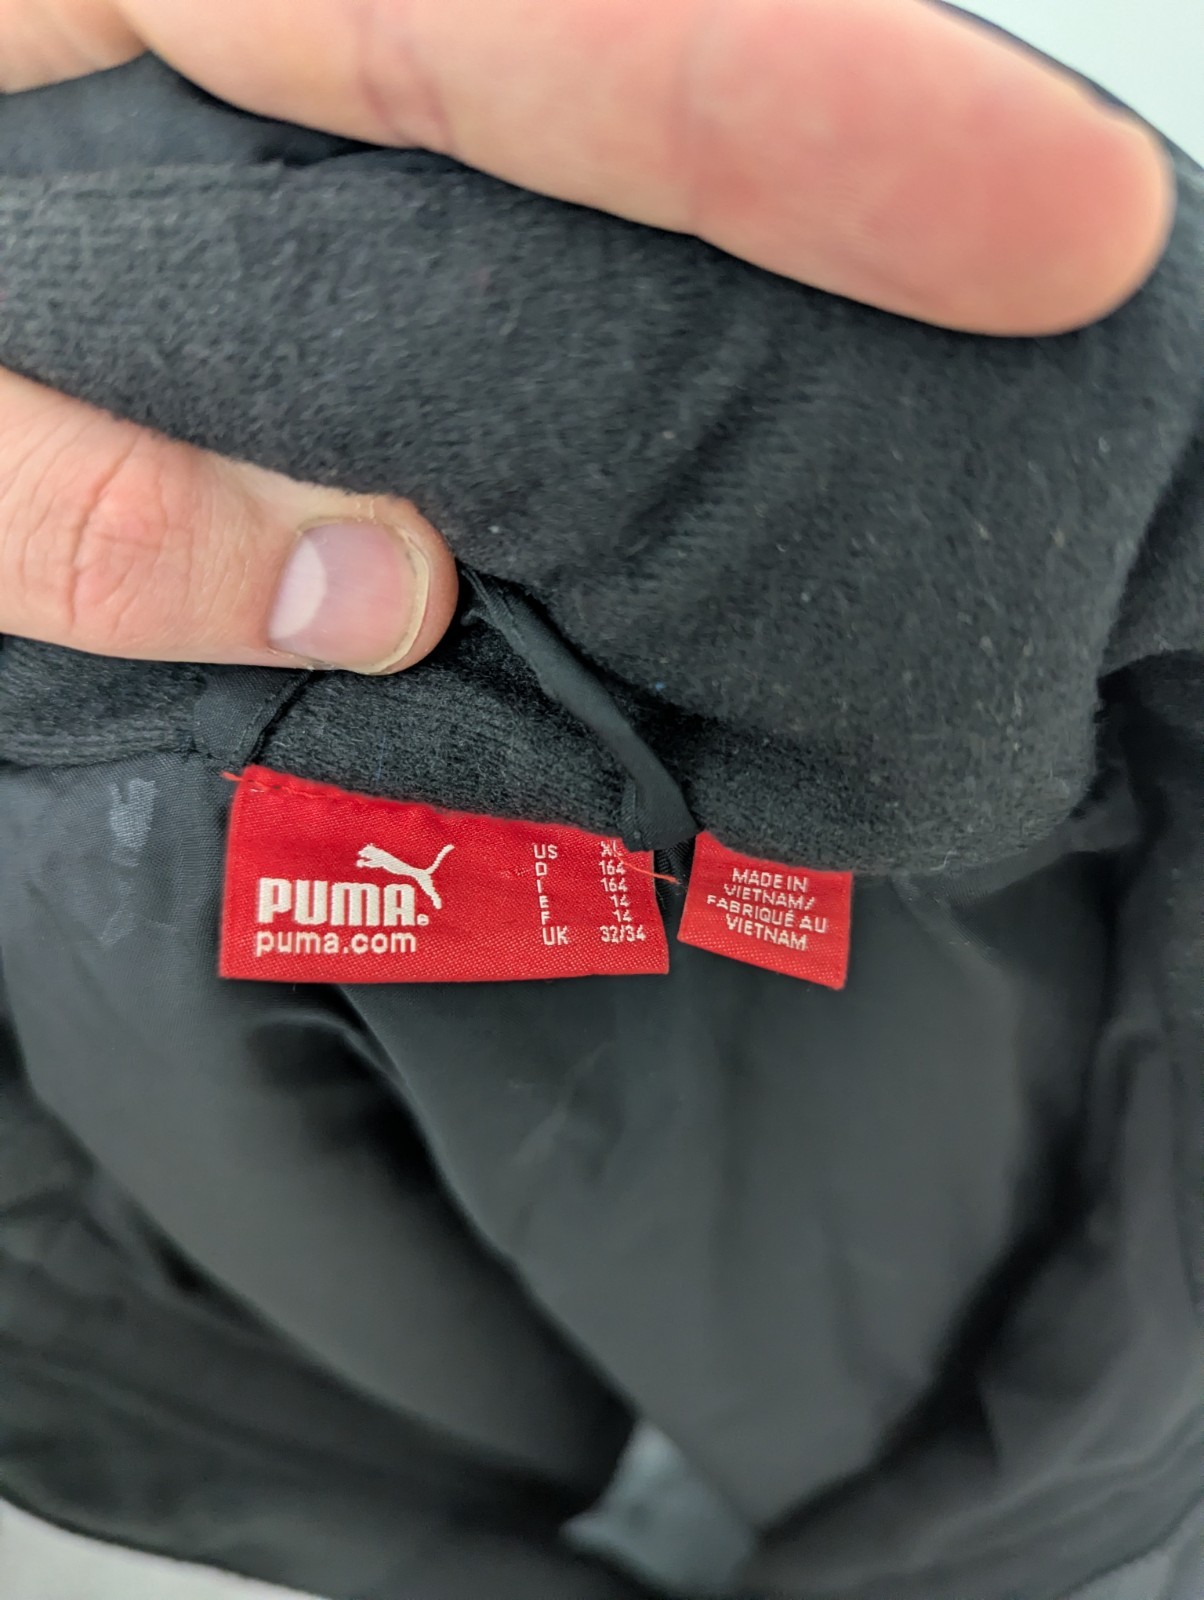 PUMA®
puma.com
US XL
D 164
I 164
E 14
F 14
UK 32/34
MADE IN
VIETNAM/
FABRIQUÉ AU
VIETNAM